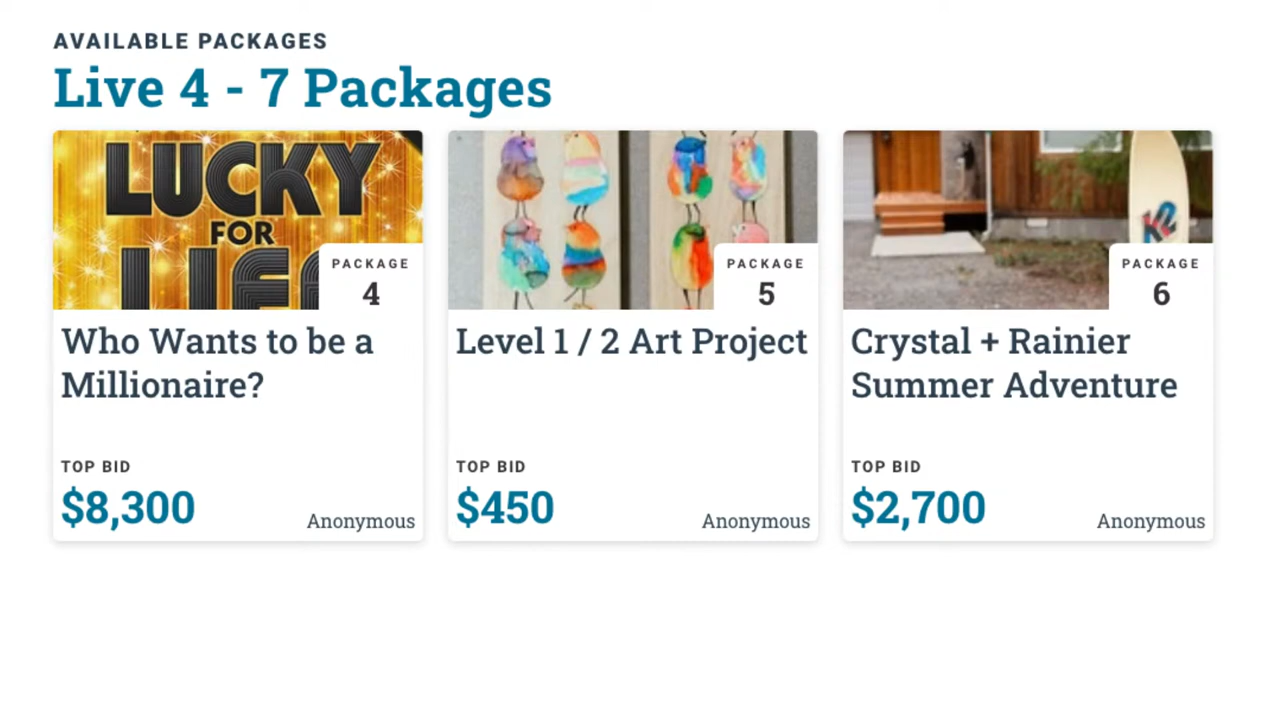 AVAILABLE PACKAGES
Live 4 - 7 Packages
LUCKY
FOR
LIFE
PACKAGE
4
Who Wants to be a
Millionaire?
TOP BID
$8,300
Anonymous
PACKAGE
5
Level 1 / 2 Art Project
TOP BID
$450
Anonymous
K2
PACKAGE
6
Crystal + Rainier
Summer Adventure
TOP BID
$2,700
Anonymous